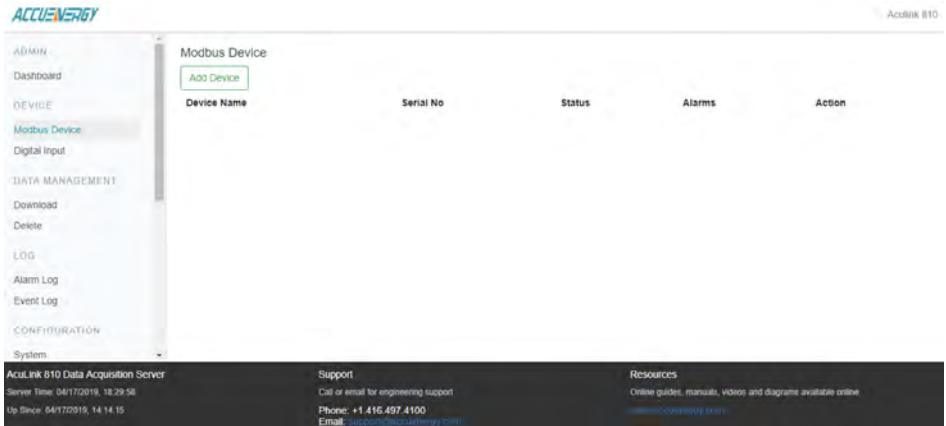 ACCUENERGY
AcuLink 810
ADMIN
Dashboard
DEVICE
Modbus Device
Digital Input
DATA MANAGEMENT
Download
Delete
LOG
Alarm Log
Event Log
CONFIGURATION
System
Modbus Device
Add Device
Device Name Serial No Status Alarms Action
AcuLink 810 Data Acquisition Server
Server Time: 04/17/2019, 18:29:58
Up Since: 04/17/2019, 14:14:15
Support
Call or email for engineering support
Phone: +1.416.497.4100
Email: support@accuenergy.com
Resources
Online guides, manuals, videos and diagrams available online